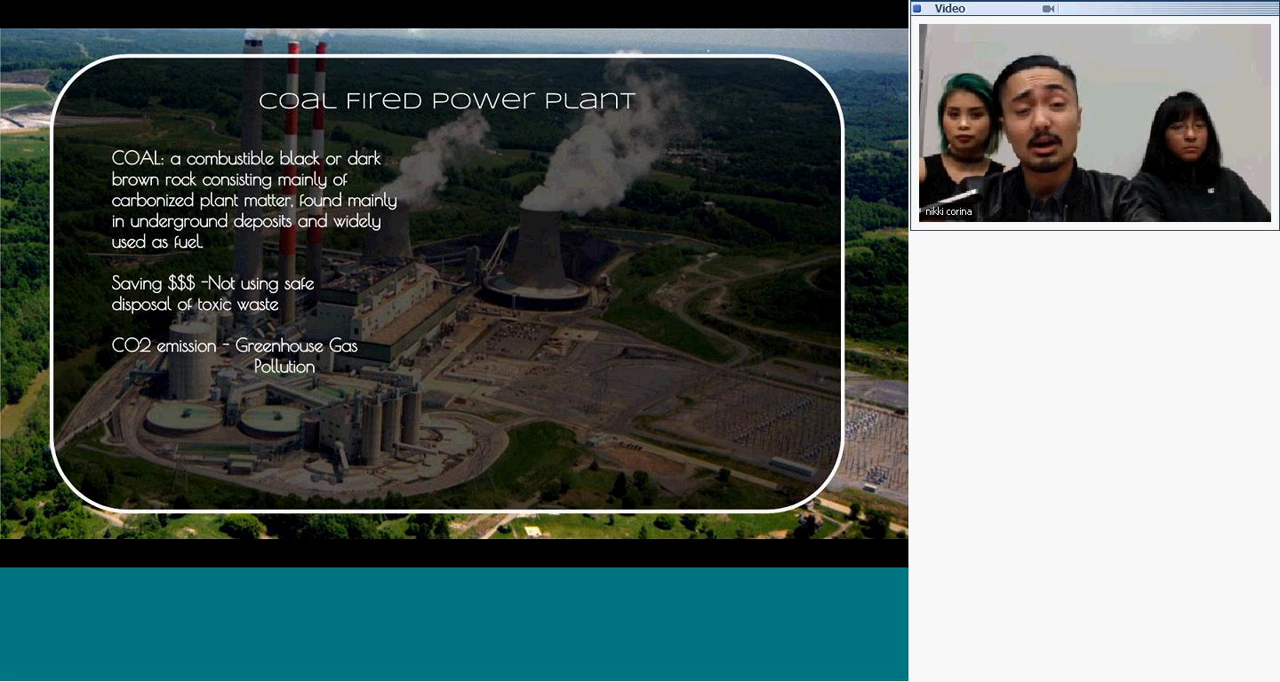 Video
coal fired power plant
COAL: a combustible black or dark
brown rock consisting mainly of
carbonized plant matter, found mainly
in underground deposits and widely
used as fuel.
Saving $$$ -Not using safe
disposal of toxic waste
CO2 emission - Greenhouse Gas
Pollution
nikki corina